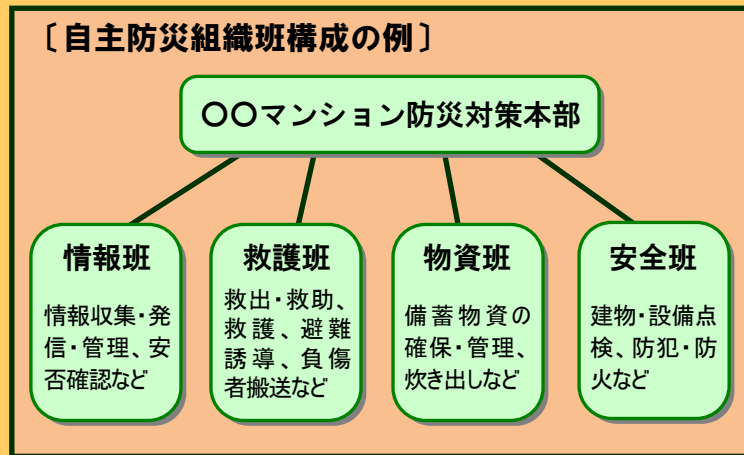 〔自主防災組織班構成の例〕
〇〇マンション防災対策本部
情報班
情報収集・発
信・管理、安
否確認など
救護班
救出・救助、
救護、避難
誘導、負傷
者搬送など
物資班
備蓄物資の
確保・管理、
炊き出しなど
安全班
建物・設備点
検、防犯・防
火など